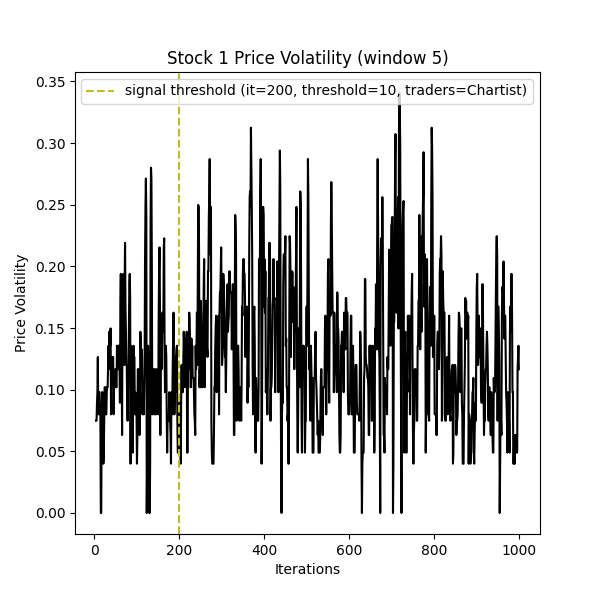 Stock 1 Price Volatility (window 5)
signal threshold (it=200, threshold=10, traders=Chartist)
0.35
0.30
0.25
0.20
0.15
0.10
0.05
0.00
Price Volatility
0 200 400 600 800 1000
Iterations